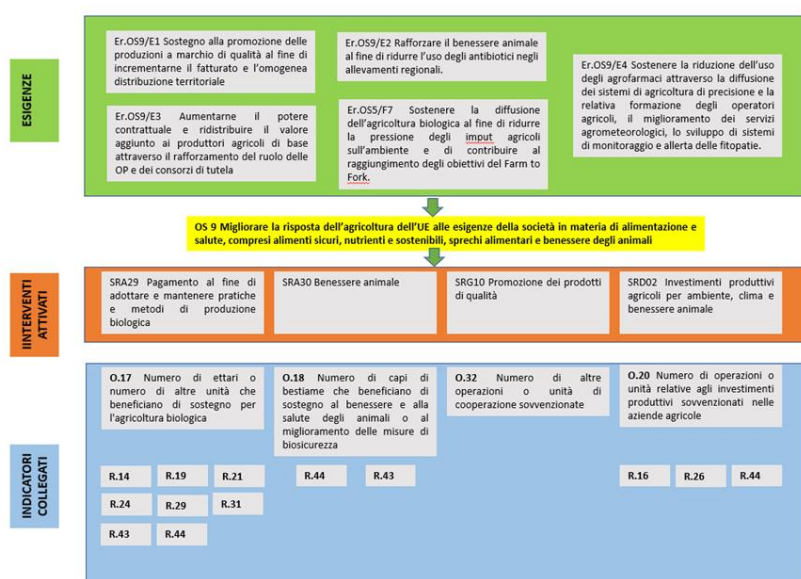 ESIGENZE
Er.OS9/E1 Sostegno alla promozione delle
produzioni a marchio di qualità al fine di
incrementarne il fatturato e l'omogenea
distribuzione territoriale
Er.OS9/E2 Rafforzare il benessere animale
al fine di ridurre l'uso degli antibiotici negli
allevamenti regionali.
Er.OS9/E4 Sostenere la riduzione dell'uso
degli agrofarmaci attraverso la diffusione
dei sistemi di agricoltura di precisione e la
relativa formazione degli operatori
agricoli, il miglioramento dei servizi
agrometeorologici, lo sviluppo di sistemi
di monitoraggio e allerta delle fitopatie.
Er.OS9/E3 Aumentarne il potere
contrattuale e ridistribuire il valore
aggiunto ai produttori agricoli di base
attraverso il rafforzamento del ruolo delle
OP e dei consorzi di tutela
Er.OS5/F7 Sostenere la diffusione
dell'agricoltura biologica al fine di ridurre
la pressione degli imput agricoli
sull'ambiente e di contribuire al
raggiungimento degli obiettivi del Farm to
Fork.
OS 9 Migliorare la risposta dell'agricoltura dell'UE alle esigenze della società in materia di alimentazione e
salute, compresi alimenti sicuri, nutrienti e sostenibili, sprechi alimentari e benessere degli animali
IINTERVENTI
ATTIVATI
SRA29 Pagamento al fine di
adottare e mantenere pratiche
e metodi di produzione
biologica
SRA30 Benessere animale
SRG10 Promozione dei prodotti
di qualità
SRD02 Investimenti produttivi
agricoli per ambiente, clima e
benessere animale
INDICATORI
COLLEGATI
O.17 Numero di ettari o
numero di altre unità che
beneficiano di sostegno per
l'agricoltura biologica
O.18 Numero di capi di
bestiame che beneficiano di
sostegno al benessere e alla
salute degli animali o al
miglioramento delle misure di
biosicurezza
O.32 Numero di altre
operazioni o unità di
cooperazione sovvenzionate
O.20 Numero di operazioni o
unità relative agli investimenti
produttivi sovvenzionati nelle
aziende agricole
R.14 R.19 R.21
R.24 R.29 R.31
R.43 R.44
R.44 R.43
R.16 R.26 R.44